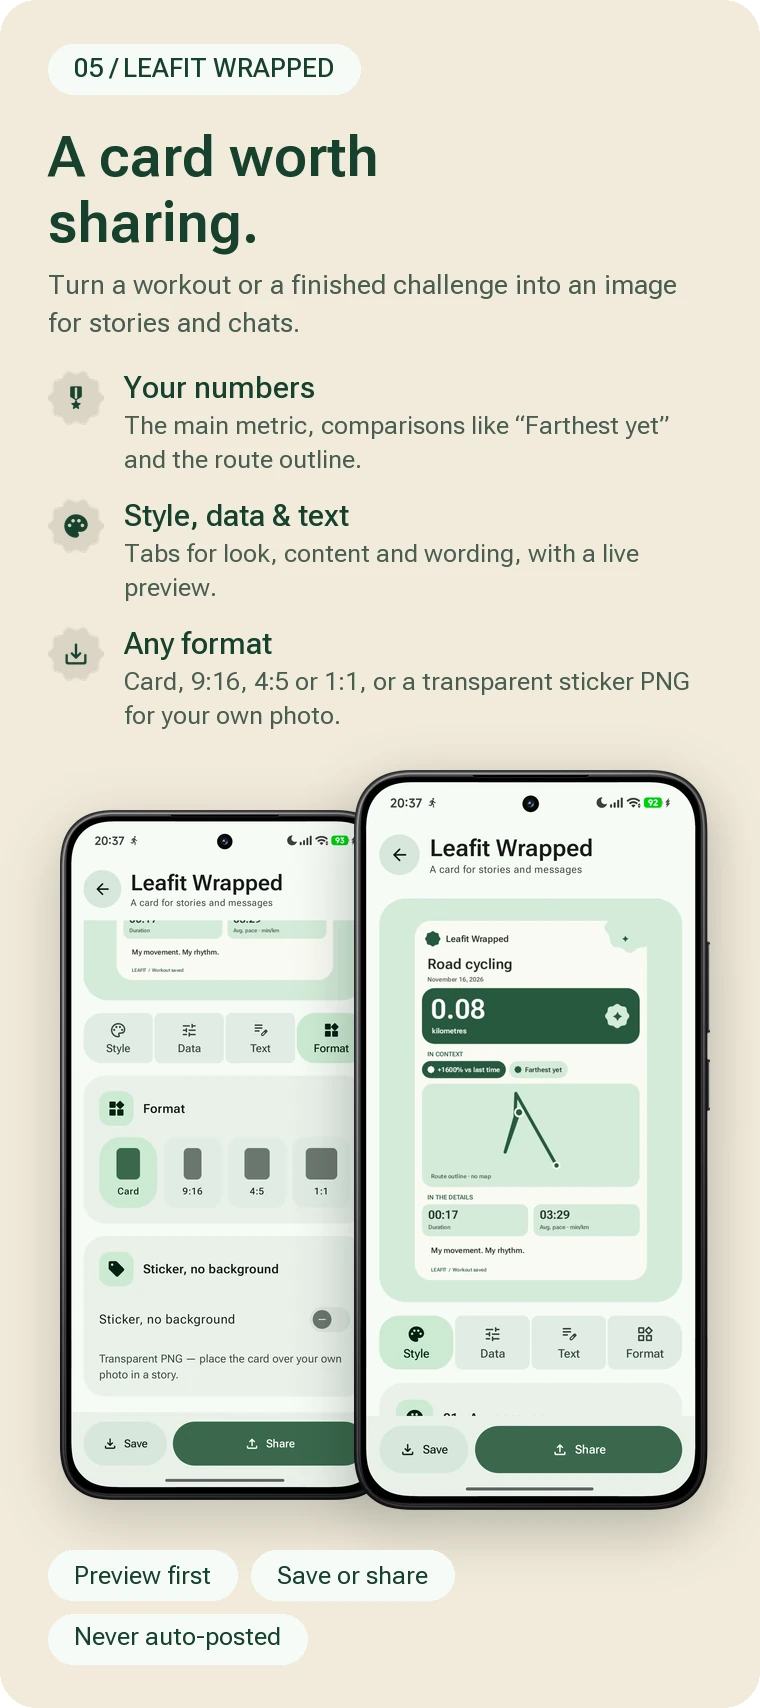 05 / LEAFIT WRAPPED
A card worth
sharing.
Turn a workout or a finished challenge into an image
for stories and chats.
Your numbers
The main metric, comparisons like “Farthest yet”
and the route outline.
Style, data & text
Tabs for look, content and wording, with a live
preview.
Any format
Card, 9:16, 4:5 or 1:1, or a transparent sticker PNG
for your own photo.
20:37
93
Leafit Wrapped
A card for stories and messages
Duration
Avg. pace · min/km
My movement. My rhythm.
LEAFIT / Workout saved
Style
Data
Text
Format
Format
Card
9:16
4:5
1:1
Sticker, no background
Sticker, no background
Transparent PNG — place the card over your own
photo in a story.
Save
Share
20:37
92
Leafit Wrapped
A card for stories and messages
Leafit Wrapped
Road cycling
November 16, 2026
0.08
kilometres
IN CONTEXT
+1600% vs last time
Farthest yet
Route outline · no map
IN THE DETAILS
00:17
03:29
Duration
Avg. pace · min/km
My movement. My rhythm.
LEAFIT / Workout saved
Style
Data
Text
Format
Save
Share
Preview first
Save or share
Never auto-posted